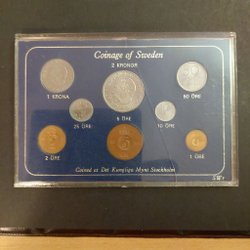 Coinage of Sweden
2 KRONOR
1 KRONA
50 ÖRE
25 ÖRE
5 ÖRE
10 ÖRE
2 ÖRE
1 ÖRE
Coined at Det Kungliga Mynt Stockholm